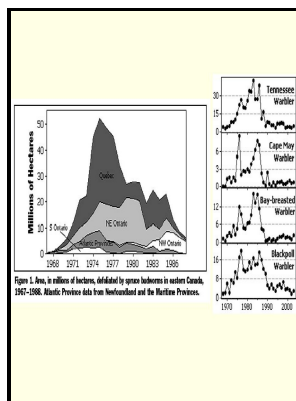 Millions of Hectares
50
40
30
20
10
0
Quebec
S Ontario
NE Ontario
Atlantic Provinces
NW Ontario
1968 1971 1974 1977 1980 1983 1986
Figure 1. Area, in millions of hectares, defoliated by spruce budworms in eastern Canada,
1967-1988. Atlantic Province data from Newfoundland and the Maritime Provinces.
Tennessee
Warbler
30
15
0
Cape May
Warbler
6
3
0
Bay-breasted
Warbler
12
6
0
Blackpoll
Warbler
18
12
6
0
1970 1980 1990 2000